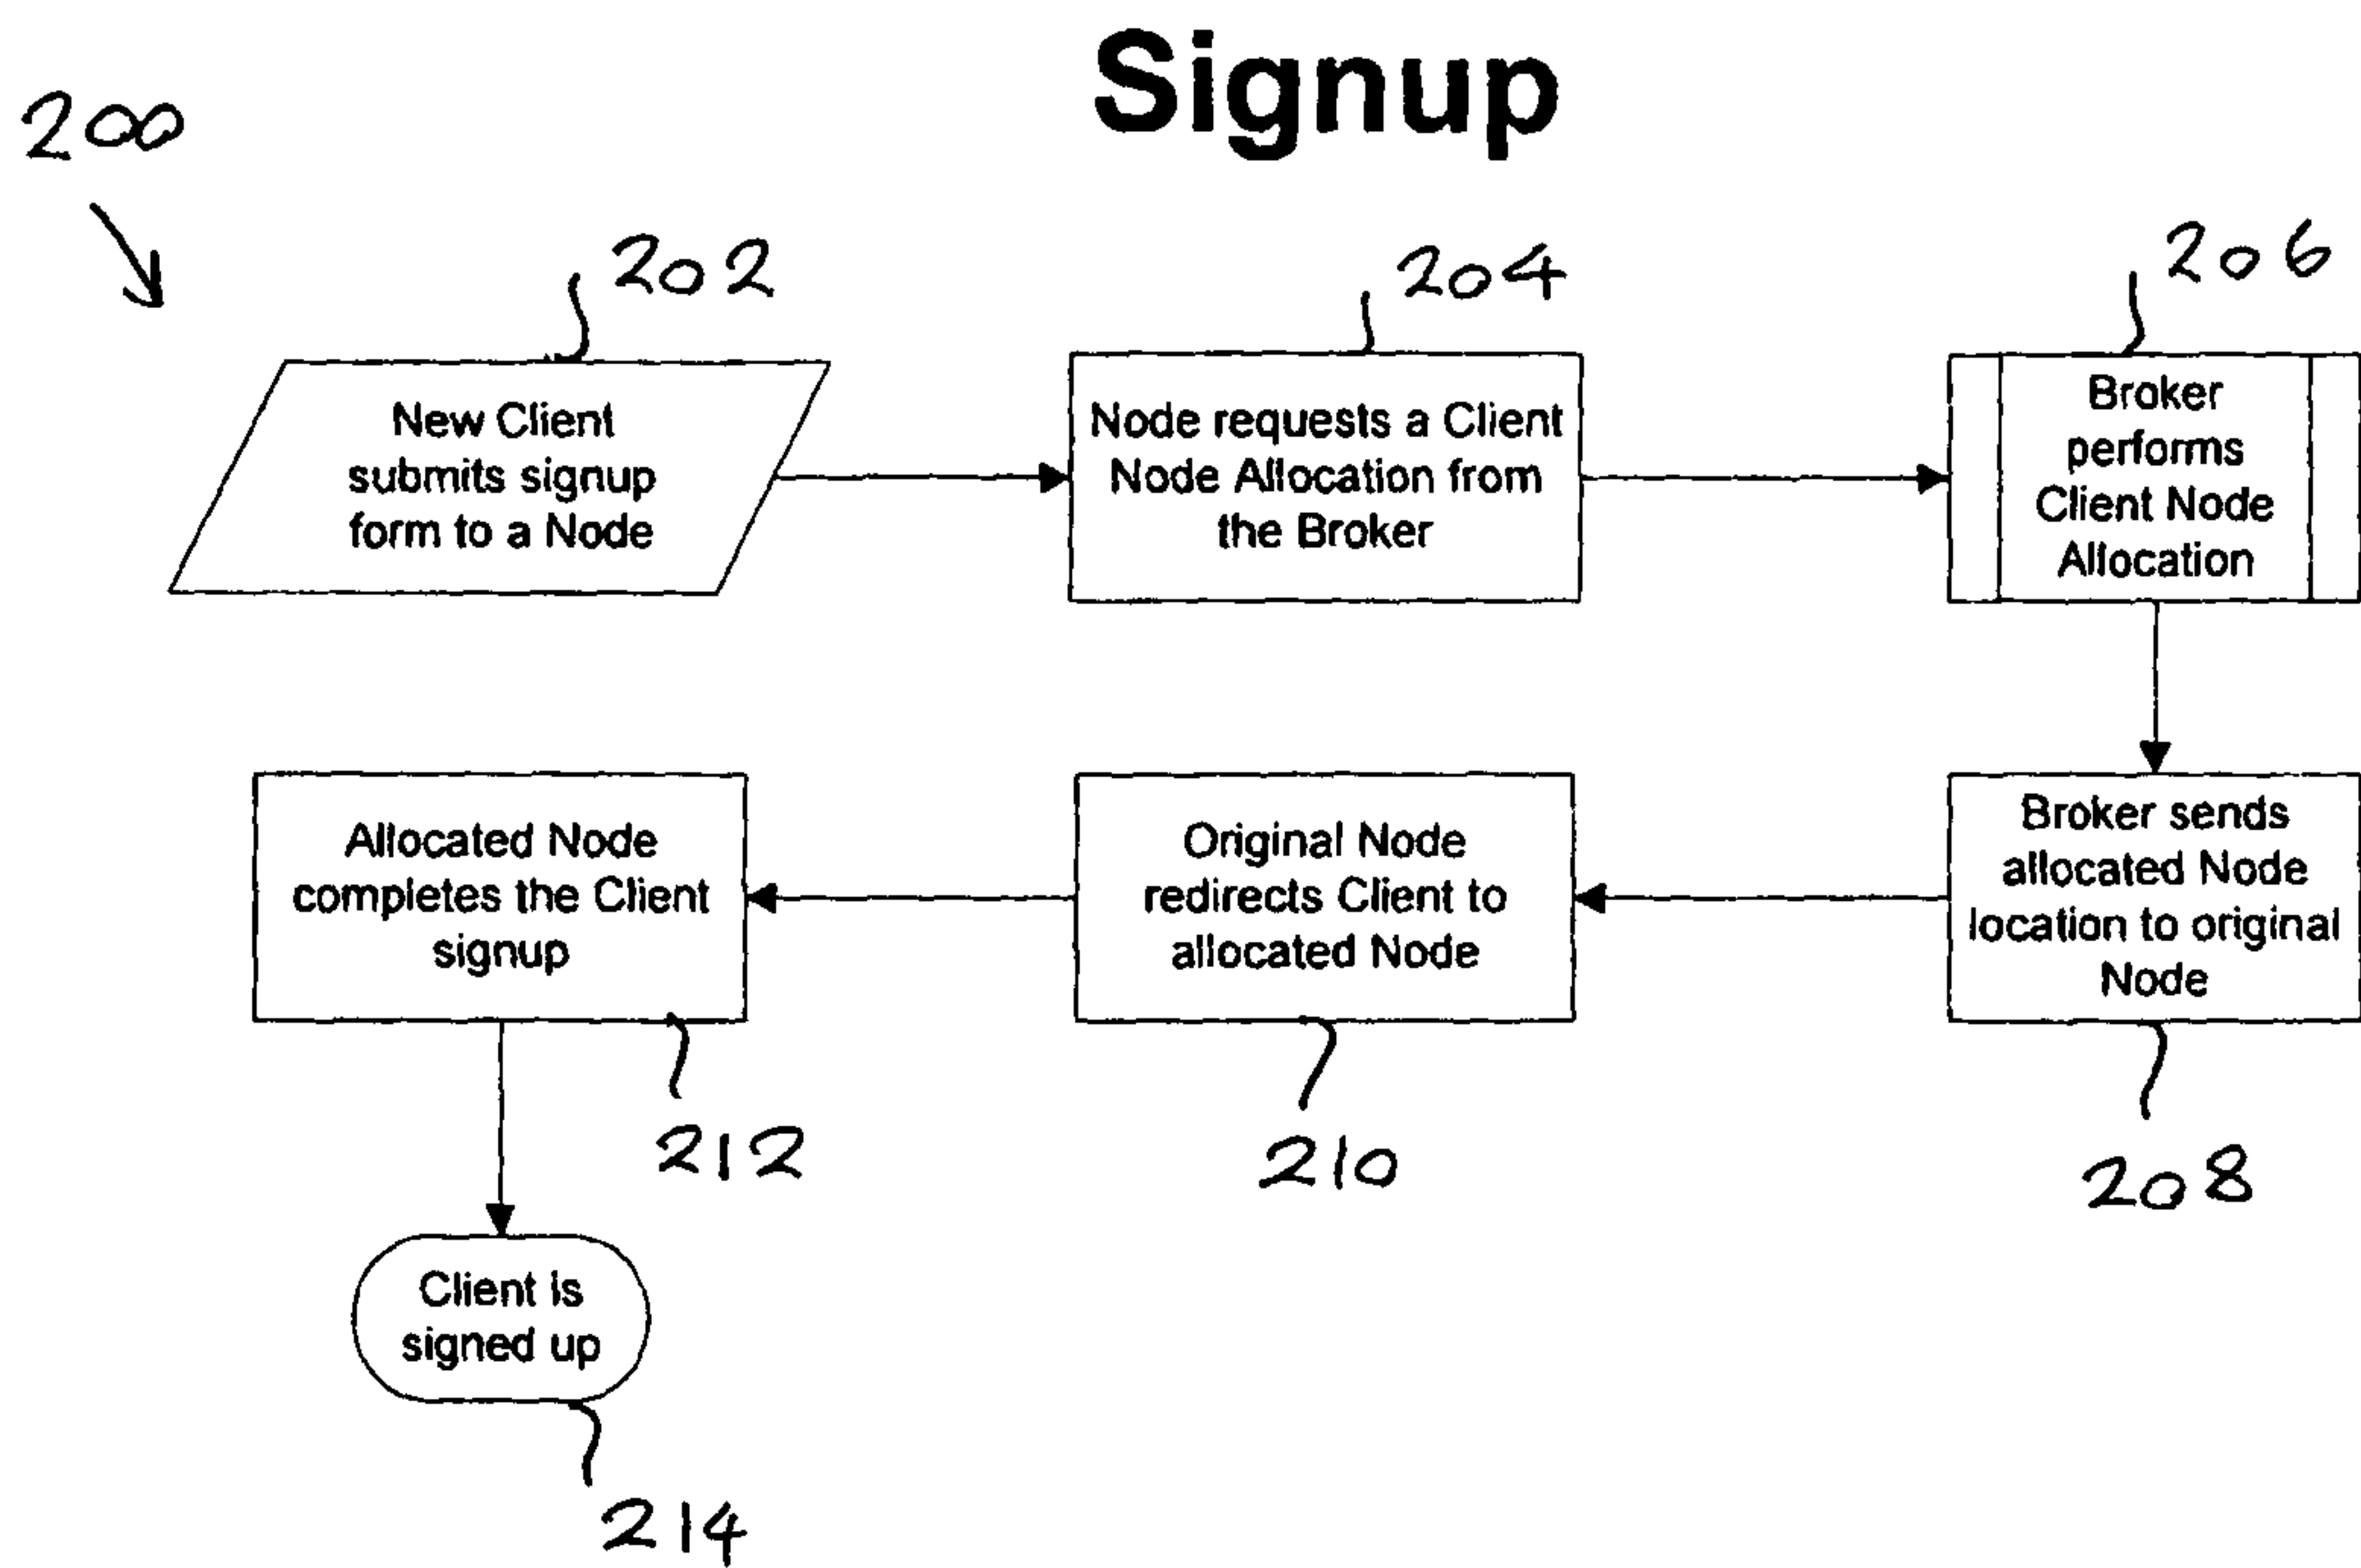 Signup
200
202
204
206
New Client
submits signup
form to a Node
Node requests a Client
Node Allocation from
the Broker
Broker
performs
Client Node
Allocation
Broker sends
allocated Node
location to original
Node
208
Original Node
redirects Client to
allocated Node
210
Allocated Node
completes the Client
signup
212
Client is
signed up
214